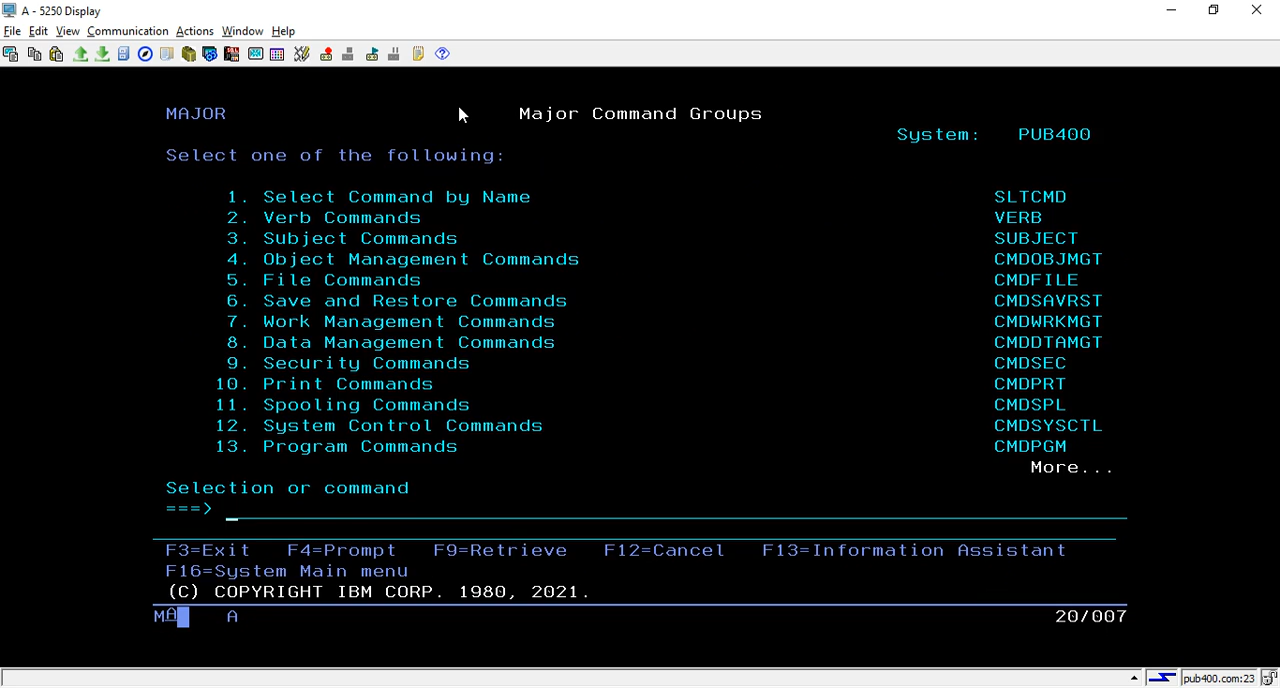 A - 5250 Display
File Edit View Communication Actions Window Help
MAJOR Major Command Groups
System: PUB400
Select one of the following:
1. Select Command by Name SLTCMD
2. Verb Commands VERB
3. Subject Commands SUBJECT
4. Object Management Commands CMDOBJMGT
5. File Commands CMDFILE
6. Save and Restore Commands CMDSAVRST
7. Work Management Commands CMDWRKMGT
8. Data Management Commands CMDDTAMGT
9. Security Commands CMDSEC
10. Print Commands CMDPRT
11. Spooling Commands CMDSPL
12. System Control Commands CMDSYSCTL
13. Program Commands CMDPGM
More...
Selection or command
===>
F3=Exit F4=Prompt F9=Retrieve F12=Cancel F13=Information Assistant
F16=System Main menu
(C) COPYRIGHT IBM CORP. 1980, 2021.
MA A 20/007
pub400.com:23